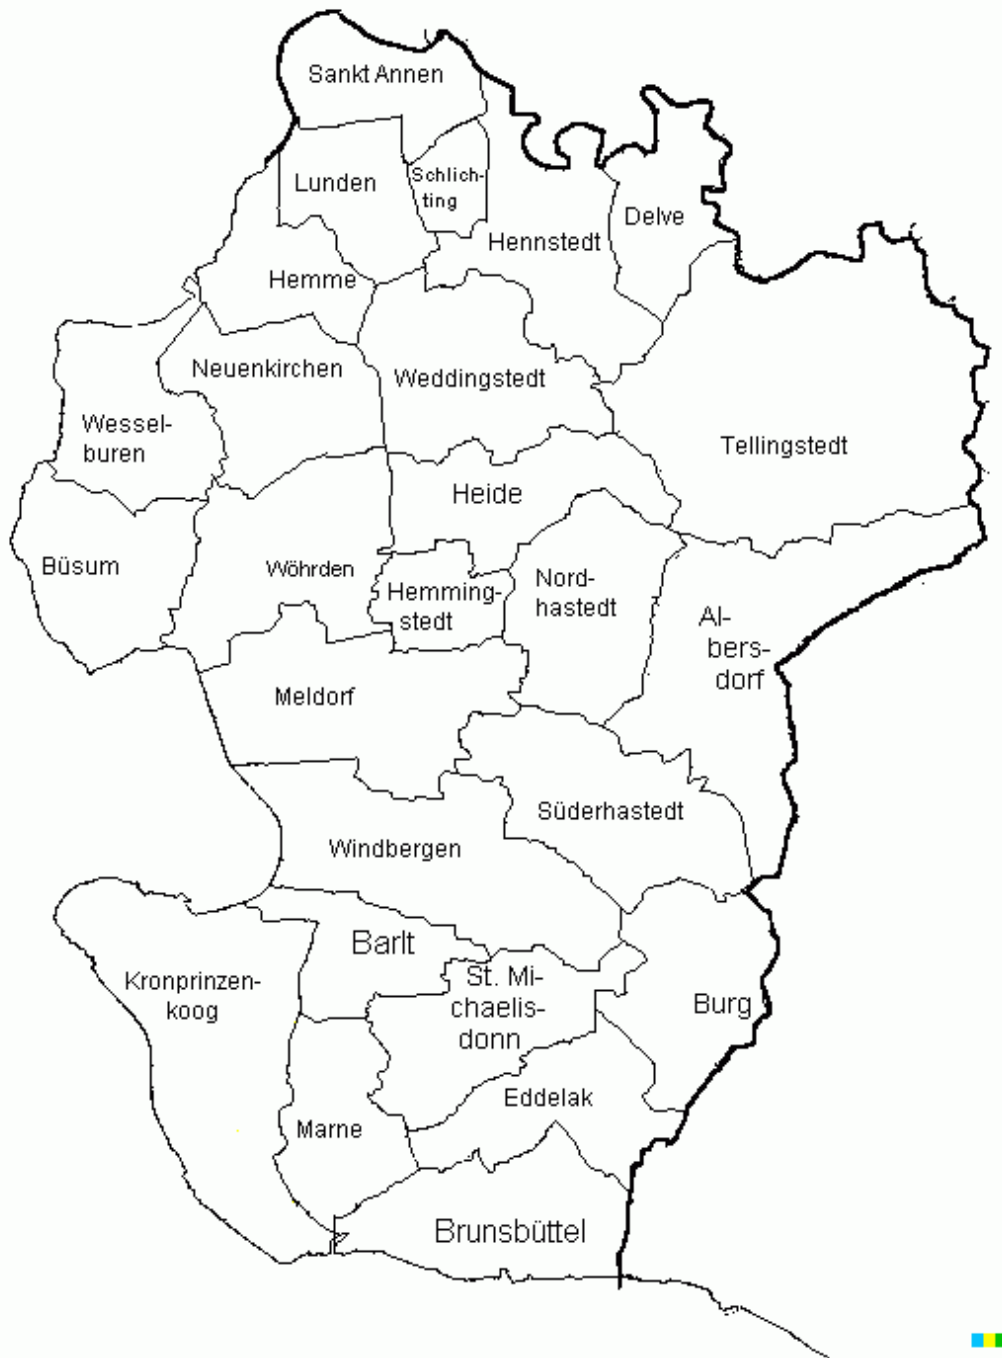 Sankt Annen
Lunden
Schlich-
ting
Delve
Hennstedt
Hemme
Neuenkirchen
Weddingstedt
Wessel-
buren
Tellingstedt
Heide
Büsum
Wöhrden
Hemming-
stedt
Nord-
hastedt
Al-
bers-
dorf
Meldorf
Süderhastedt
Windbergen
Barlt
Kronprinzen-
koog
St. Mi-
chaelis-
donn
Burg
Eddelak
Marne
Brunsbüttel